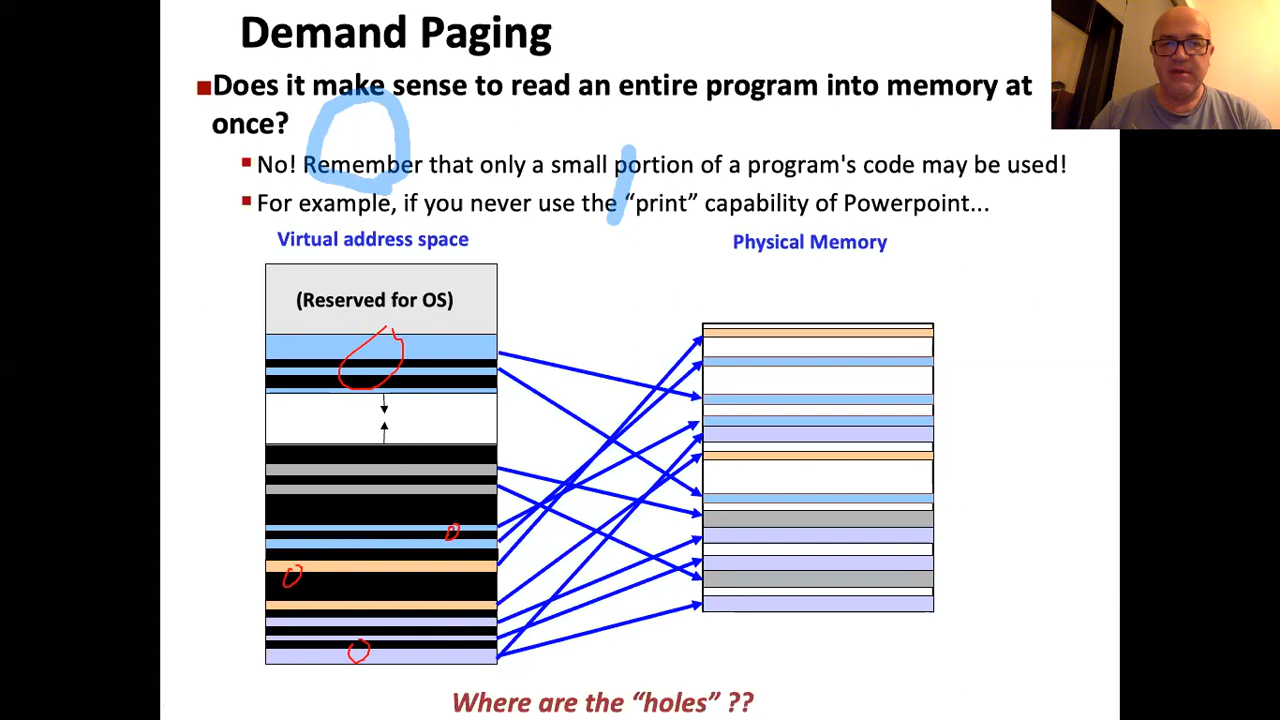 Demand Paging
Does it make sense to read an entire program into memory at
once?
No! Remember that only a small portion of a program's code may be used!
For example, if you never use the “print” capability of Powerpoint...
Virtual address space
Physical Memory
(Reserved for OS)
Where are the “holes” ??